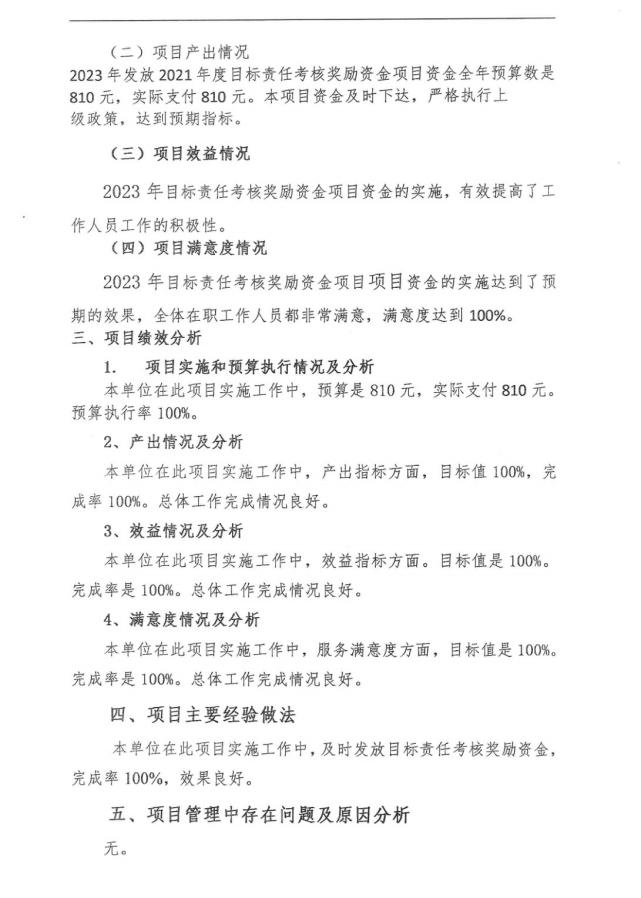 （二）项目产出情况
2023 年发放 2021 年度目标责任考核奖励资金项目资金全年预算数是
810 元，实际支付 810 元。本项目资金及时下达，严格执行上
级政策，达到预期指标。
（三）项目效益情况
2023 年目标责任考核奖励资金项目资金的实施，有效提高了工
作人员工作的积极性。
（四）项目满意度情况
2023 年目标责任考核奖励资金项目项目资金的实施达到了预
期的效果，全体在职工作人员都非常满意，满意度达到 100%。
三、项目绩效分析
1. 项目实施和预算执行情况及分析
本单位在此项目实施工作中，预算是 810 元，实际支付 810 元。
预算执行率 100%。
2、产出情况及分析
本单位在此项目实施工作中，产出指标方面，目标值 100%，完
成率 100%。总体工作完成情况良好。
3、效益情况及分析
本单位在此项目实施工作中，效益指标方面。目标值是 100%。
完成率是 100%。总体工作完成情况良好。
4、满意度情况及分析
本单位在此项目实施工作中，服务满意度方面，目标值是 100%。
完成率是 100%。总体工作完成情况良好。
四、项目主要经验做法
本单位在此项目实施工作中，及时发放目标责任考核奖励资金，
完成率 100%，效果良好。
五、项目管理中存在问题及原因分析
无。